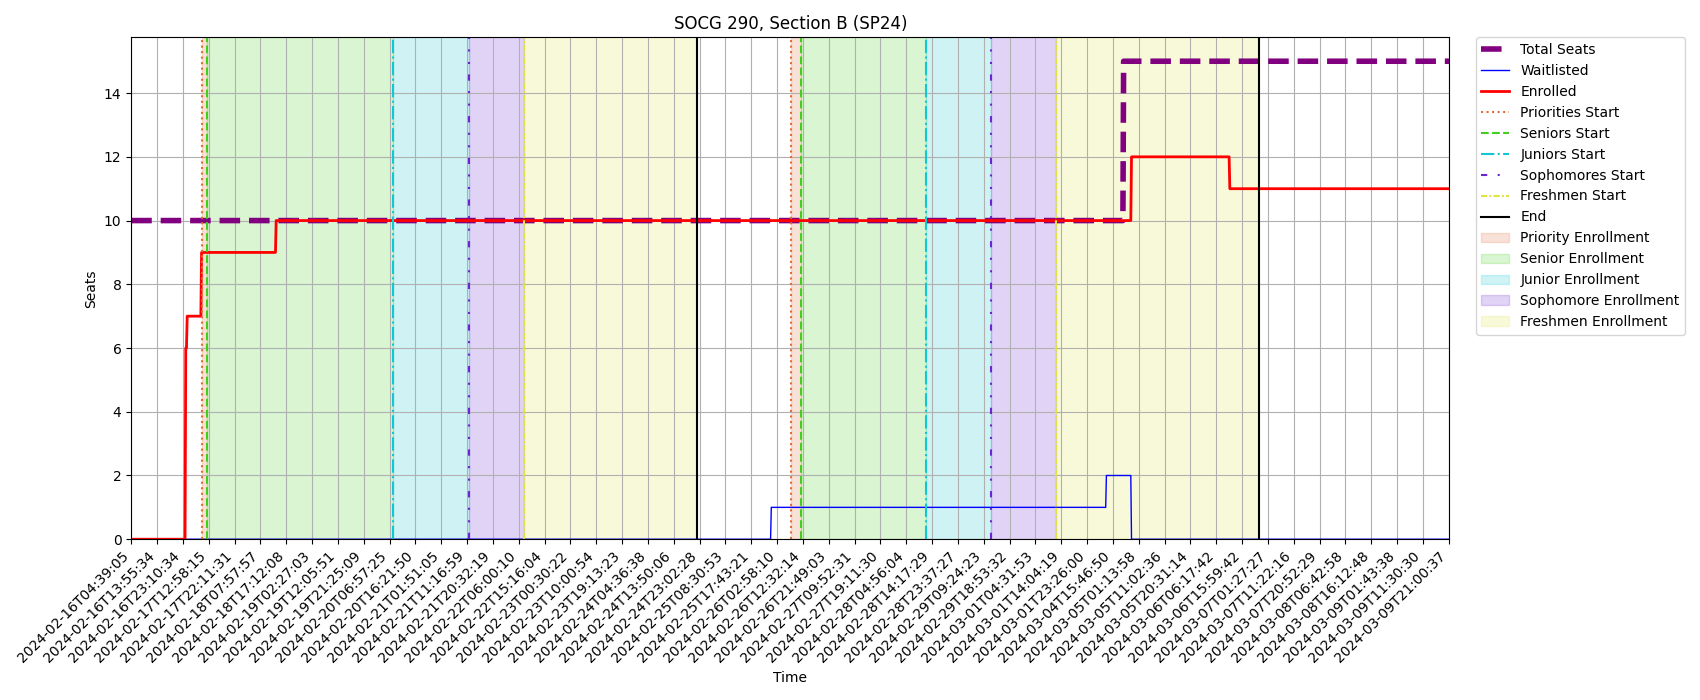 SOCG 290, Section B (SP24)
Seats
14
12
10
8
6
4
2
0
2024-02-16T04:39:05
2024-02-16T13:55:34
2024-02-16T23:10:34
2024-02-17T12:58:15
2024-02-17T22:11:31
2024-02-18T07:57:57
2024-02-18T17:12:08
2024-02-19T02:27:03
2024-02-19T12:05:51
2024-02-19T21:25:09
2024-02-20T06:57:25
2024-02-20T16:21:50
2024-02-21T01:51:05
2024-02-21T11:16:59
2024-02-21T20:32:19
2024-02-22T06:00:10
2024-02-22T15:16:04
2024-02-23T00:30:22
2024-02-23T10:00:54
2024-02-23T19:13:23
2024-02-24T04:36:38
2024-02-24T13:50:06
2024-02-24T23:02:28
2024-02-25T08:30:53
2024-02-25T17:43:21
2024-02-26T02:58:10
2024-02-26T12:32:14
2024-02-26T21:49:03
2024-02-27T09:52:31
2024-02-27T19:11:30
2024-02-28T04:56:04
2024-02-28T14:17:29
2024-02-28T23:37:27
2024-02-29T09:24:23
2024-02-29T18:53:32
2024-03-01T04:31:53
2024-03-01T14:04:19
2024-03-01T23:26:00
2024-03-04T15:46:50
2024-03-05T01:13:58
2024-03-05T11:02:36
2024-03-05T20:31:14
2024-03-06T06:17:42
2024-03-06T15:59:42
2024-03-07T01:27:27
2024-03-07T11:22:16
2024-03-07T20:52:29
2024-03-08T06:42:58
2024-03-08T16:12:48
2024-03-09T01:43:38
2024-03-09T11:30:30
2024-03-09T21:00:37
Time
Total Seats
Waitlisted
Enrolled
Priorities Start
Seniors Start
Juniors Start
Sophomores Start
Freshmen Start
End
Priority Enrollment
Senior Enrollment
Junior Enrollment
Sophomore Enrollment
Freshmen Enrollment